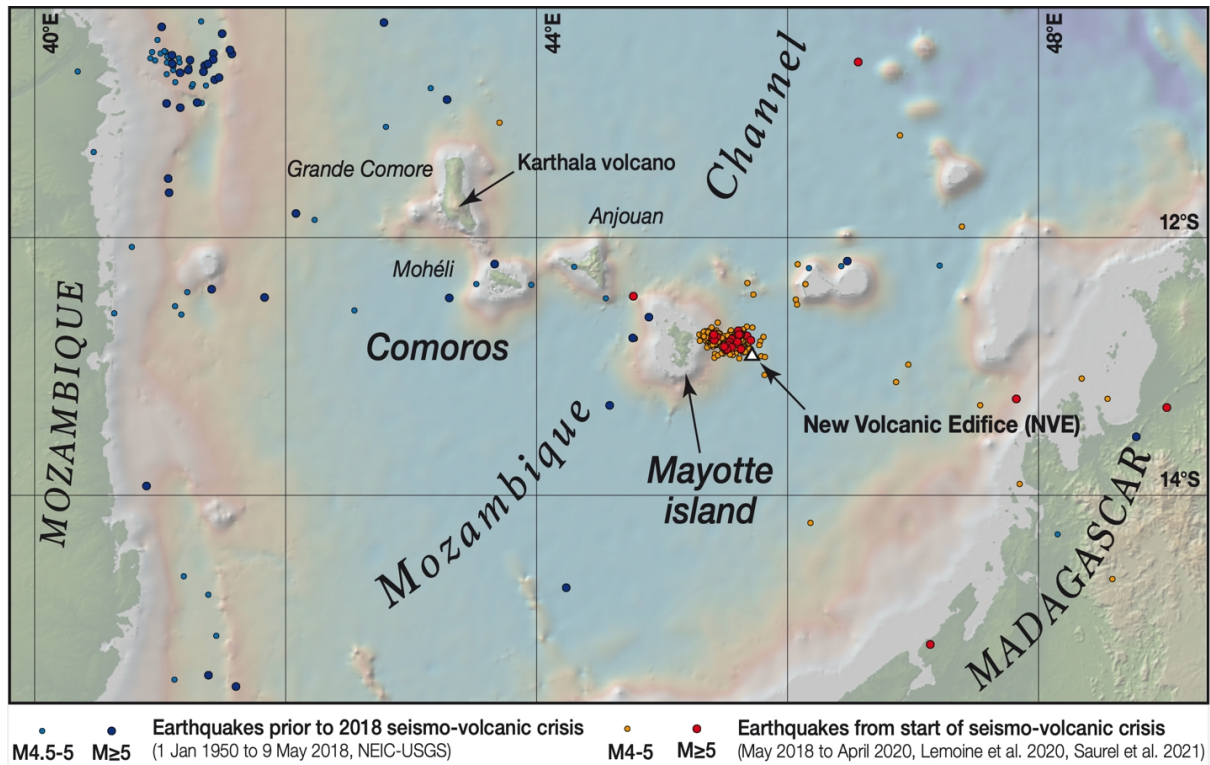 40°E
44°E
48°E
Channel
Grande Comore
Karthala volcano
Anjouan
12°S
Mohéli
MOZAMBIQUE
Comoros
New Volcanic Edifice (NVE)
Mozambique
Mayotte
island
14°S
MADAGASCAR
Earthquakes prior to 2018 seismo-volcanic crisis
M4.5-5 M≥5 (1 Jan 1950 to 9 May 2018, NEIC-USGS)
Earthquakes from start of seismo-volcanic crisis
M4-5 M≥5 (May 2018 to April 2020, Lemoine et al. 2020, Saurel et al. 2021)